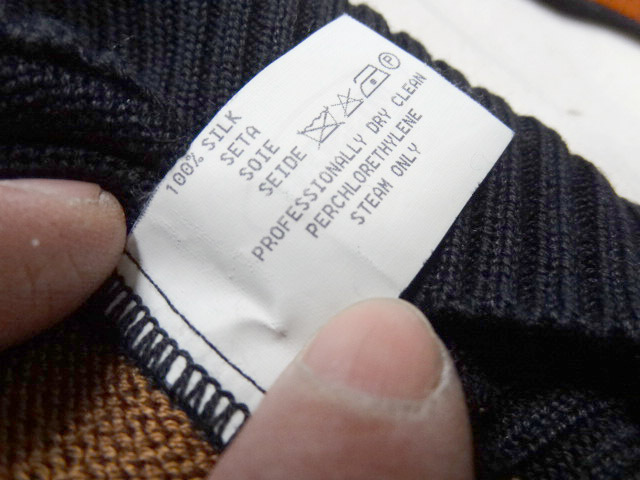 100% SILK
SETA
SOIE
SEIDE
P
PROFESSIONALLY DRY CLEAN
PERCHLORETHYLENE
STEAM ONLY